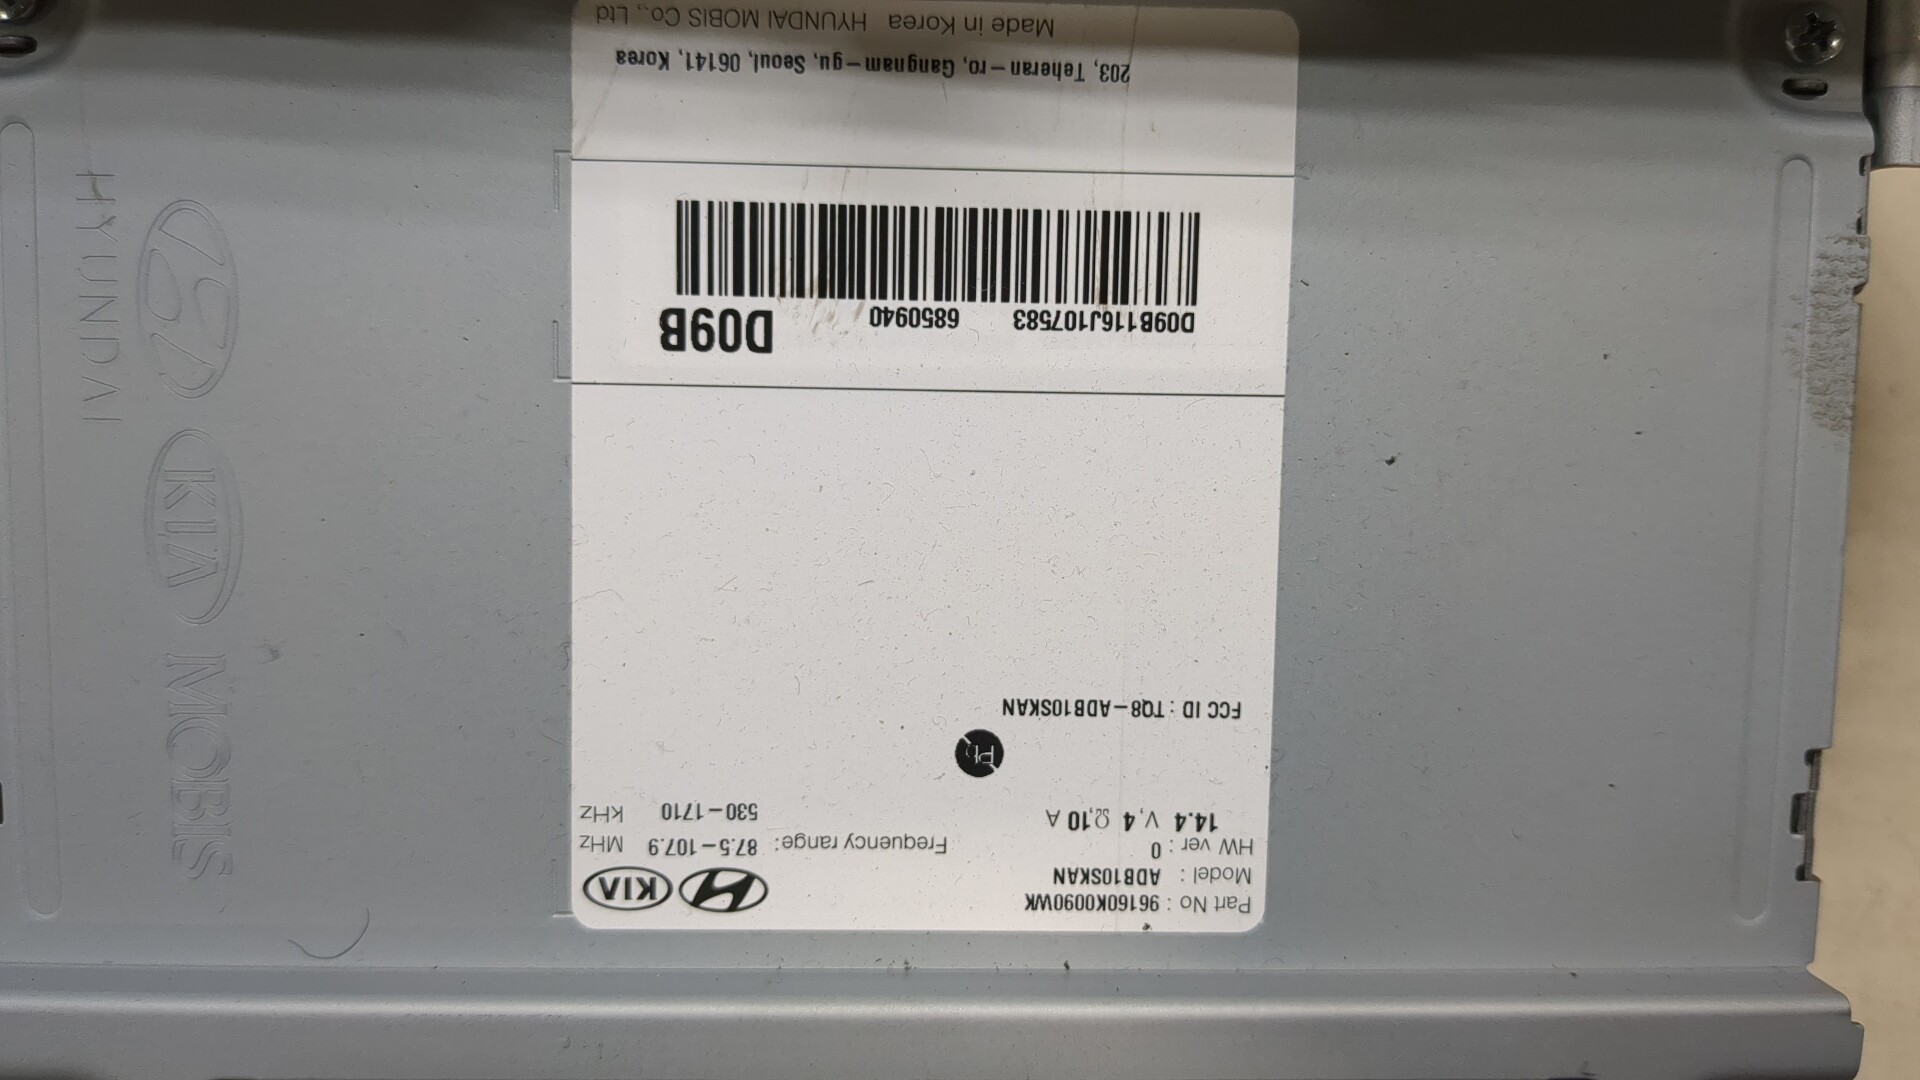 Part No : 96160K0090WK
Model : ADB10SKAN
HW ver : 0
14.4 V, 4 Ω,10 A
KIA
Frequency range: 87.5-107.9 MHz
530-1710 KHz
Pb
FCC ID : TQ8-ADB10SKAN
D09B116J107583 6850940 D09B
203, Teheran-ro, Gangnam-gu, Seoul, 06141, Korea
Made in Korea HYUNDAI MOBIS Co., Ltd
HYUNDAI
KIA MOBIS